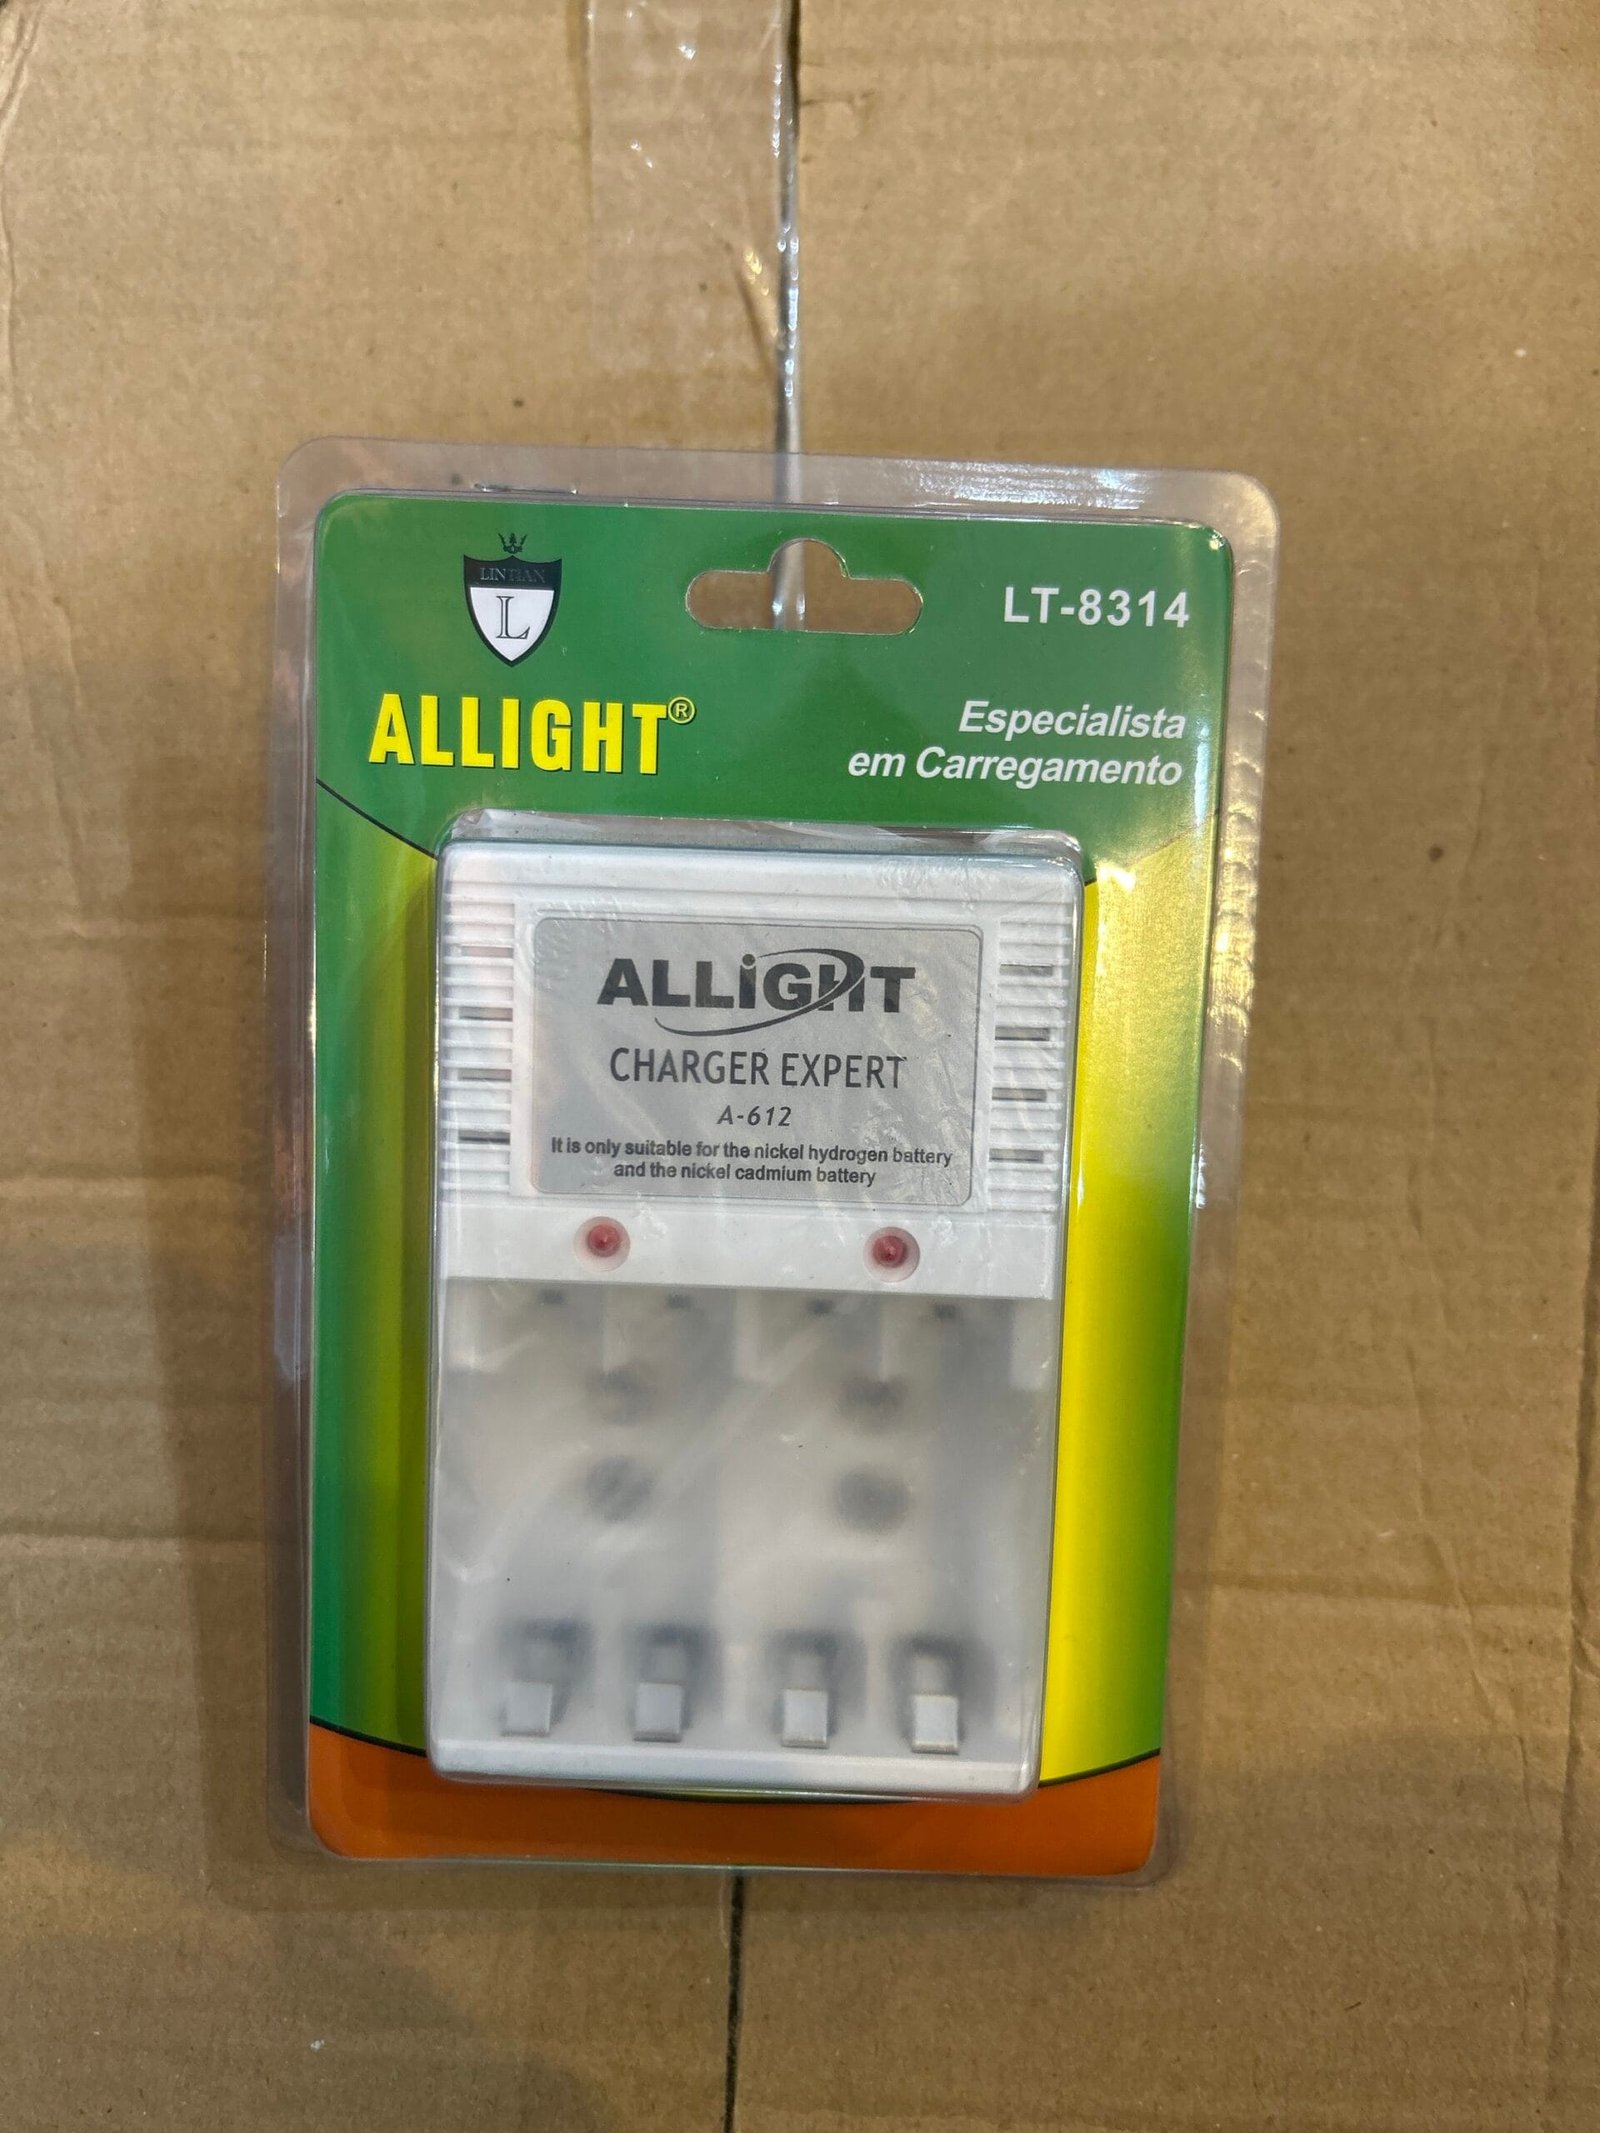 LINTIAN
L
LT-8314
ALLIGHT®
Especialista
em Carregamento
ALLiGHT
CHARGER EXPERT
A-612
It is only suitable for the nickel hydrogen battery
and the nickel cadmium battery